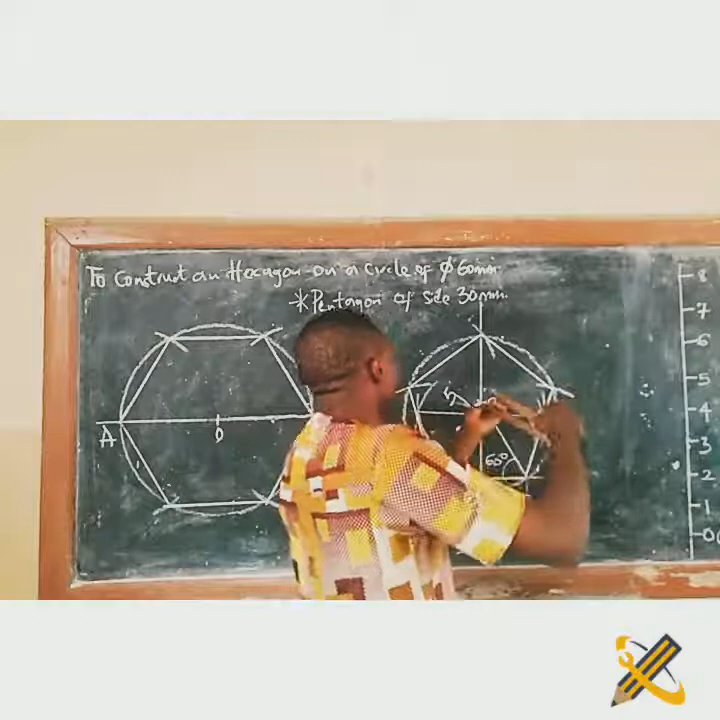 To Construct an Hexagon on a circle of φ 60mm.
*Pentagon of side 30mm.
A
O
60°
8
7
6
5
4
3
2
1
0